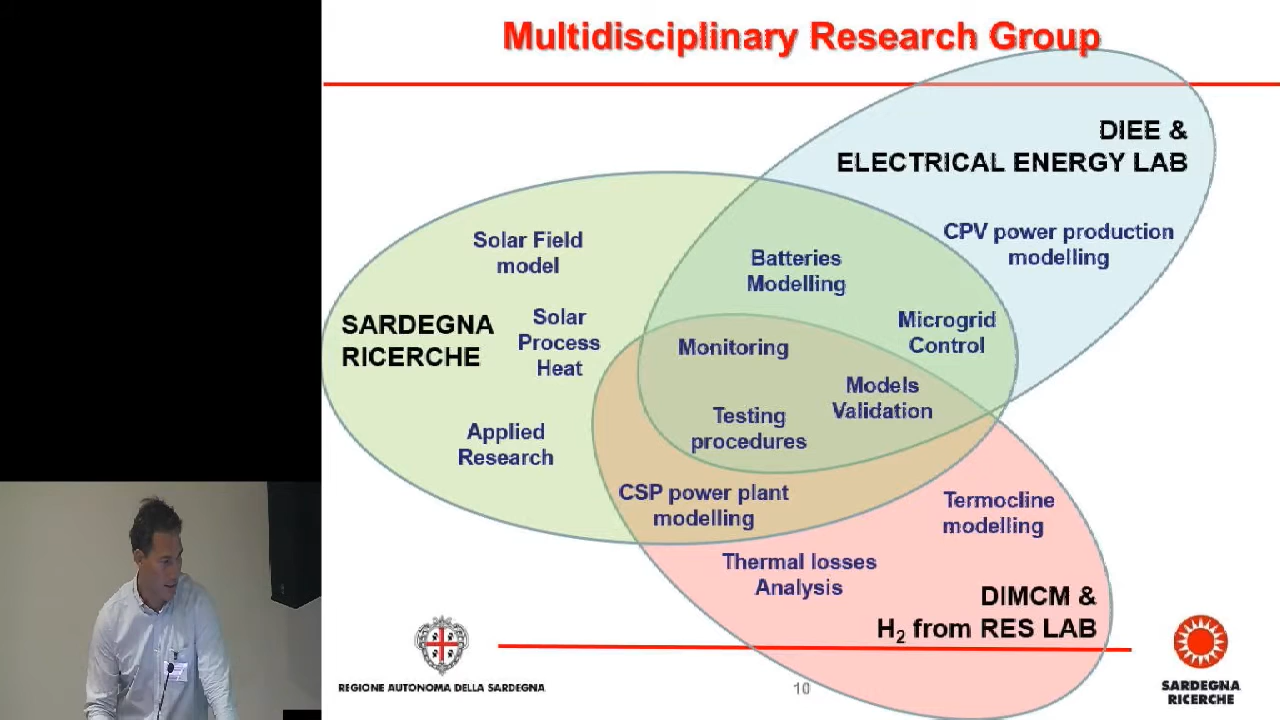 Multidisciplinary Research Group
DIEE &
ELECTRICAL ENERGY LAB
CPV power production
modelling
Solar Field
model
Batteries
Modelling
SARDEGNA
RICERCHE
Solar
Process
Heat
Microgrid
Control
Monitoring
Models
Validation
Testing
procedures
Applied
Research
CSP power plant
modelling
Termocline
modelling
Thermal losses
Analysis
DIMCM &
H₂ from RES LAB
REGIONE AUTONOMA DELLA SARDEGNA
10
SARDEGNA
RICERCHE